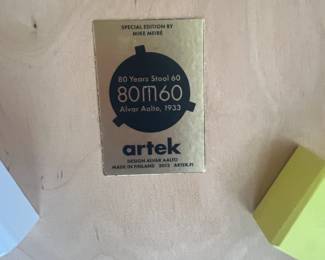 SPECIAL EDITION BY
MIKE MEIRÉ
80 Years Stool 60
80M60
Alvar Aalto, 1933
artek
DESIGN ALVAR AALTO
MADE IN FINLAND 2013 ARTEK.FI